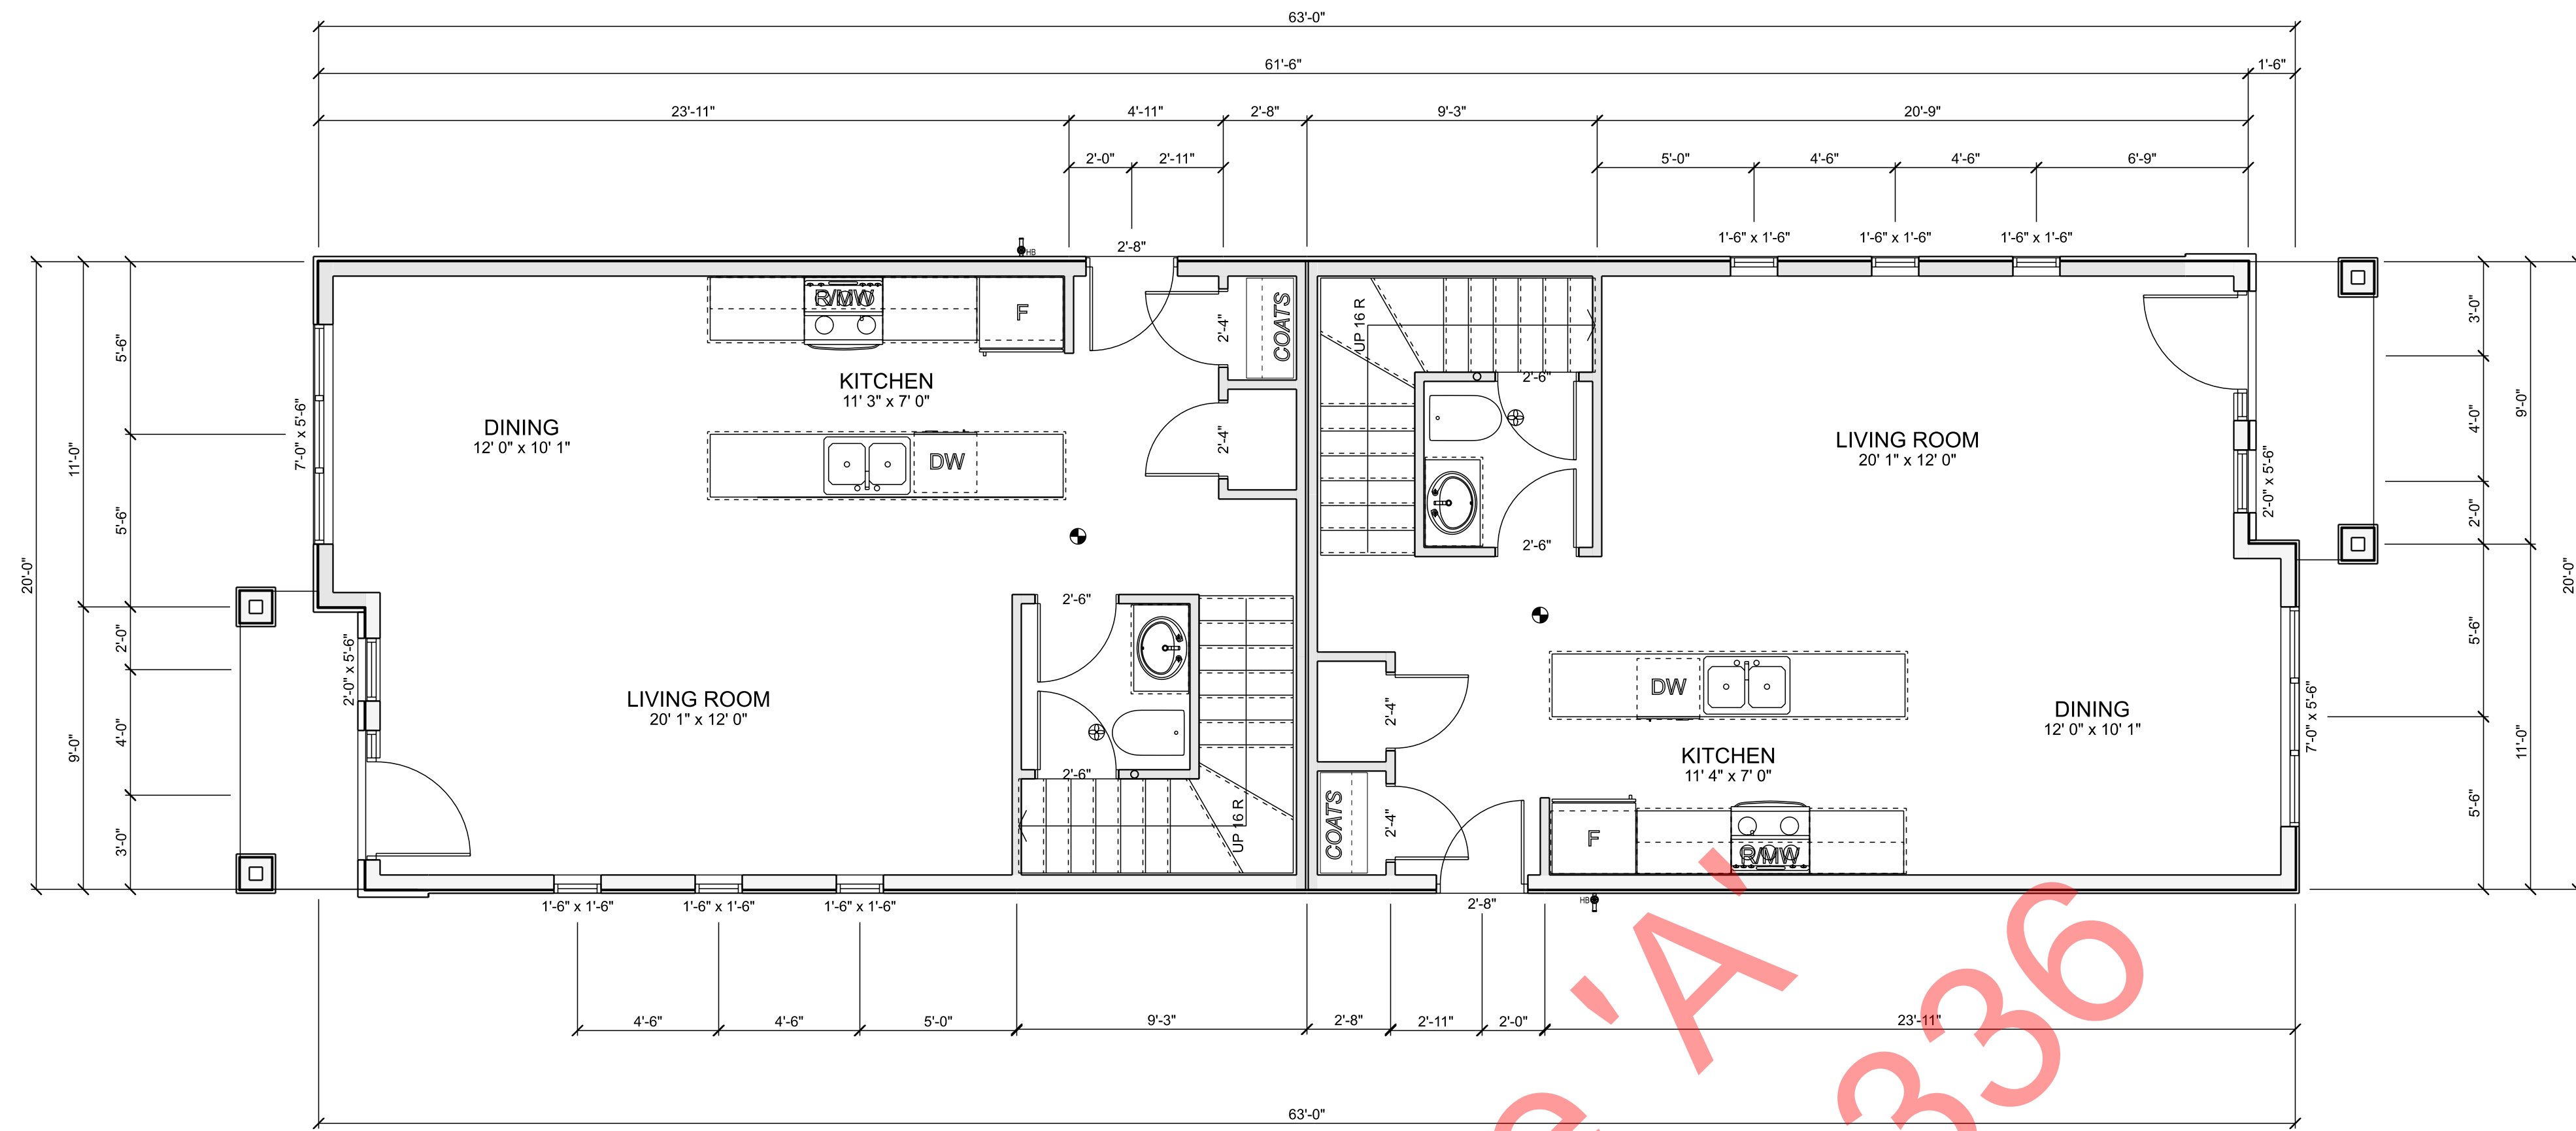 63'-0"
61'-6"
1'-6"
23'-11"
4'-11"
2'-8"
9'-3"
20'-9"
2'-0"
2'-11"
5'-0"
4'-6"
4'-6"
6'-9"
2'-8"
HB
1'-6" x 1'-6"
1'-6" x 1'-6"
1'-6" x 1'-6"
20'-0"
11'-0"
9'-0"
5'-6"
5'-6"
2'-0"
4'-0"
3'-0"
7'-0" x 5'-6"
2'-0" x 5'-6"
R/MW
F
KITCHEN
11' 3" x 7' 0"
DINING
12' 0" x 10' 1"
DW
2'-4"
COATS
2'-4"
UP 16 R
2'-6"
2'-6"
LIVING ROOM
20' 1" x 12' 0"
2'-0" x 5'-6"
3'-0"
4'-0"
2'-0"
9'-0"
20'-0"
2'-6"
2'-6"
LIVING ROOM
20' 1" x 12' 0"
UP 16 R
2'-4"
COATS
2'-4"
DW
KITCHEN
11' 4" x 7' 0"
F
R/MW
DINING
12' 0" x 10' 1"
7'-0" x 5'-6"
5'-6"
5'-6"
11'-0"
1'-6" x 1'-6"
1'-6" x 1'-6"
1'-6" x 1'-6"
2'-8"
HB
4'-6"
4'-6"
5'-0"
9'-3"
2'-8"
2'-11"
2'-0"
23'-11"
63'-0"
'A'
336